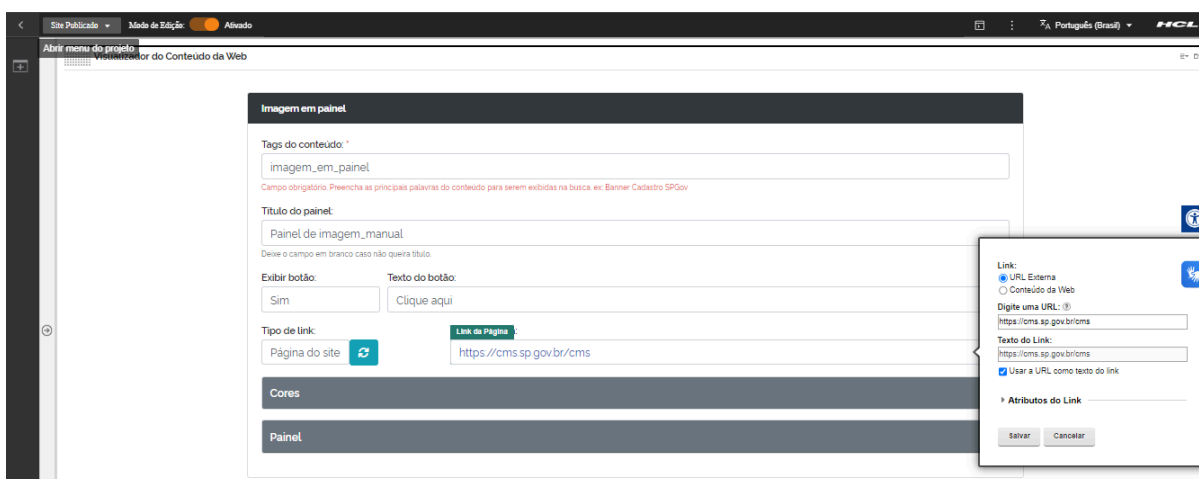 Site Publicado Modo de Edição: Ativado Português (Brasil) HCL
Abrir menu do projeto
Visualizador do Conteúdo da Web
Imagem em painel
Tags do conteúdo: *
imagem_em_painel
Campo obrigatório. Preencha as principais palavras do conteúdo para serem exibidas na busca. ex: Banner Cadastro SPGov
Título do painel:
Painel de imagem_manual
Deixe o campo em branco caso não queira título.
Exibir botão: Texto do botão:
Sim Clique aqui
Tipo de link: Link da Página :
Página do site https://cms.sp.gov.br/cms
Cores
Painel
Link:
URL Externa
Conteúdo da Web
Digite uma URL:
https://cms.sp.gov.br/cms
Texto do Link:
https://cms.sp.gov.br/cms
Usar a URL como texto do link
Atributos do Link
Salvar Cancelar